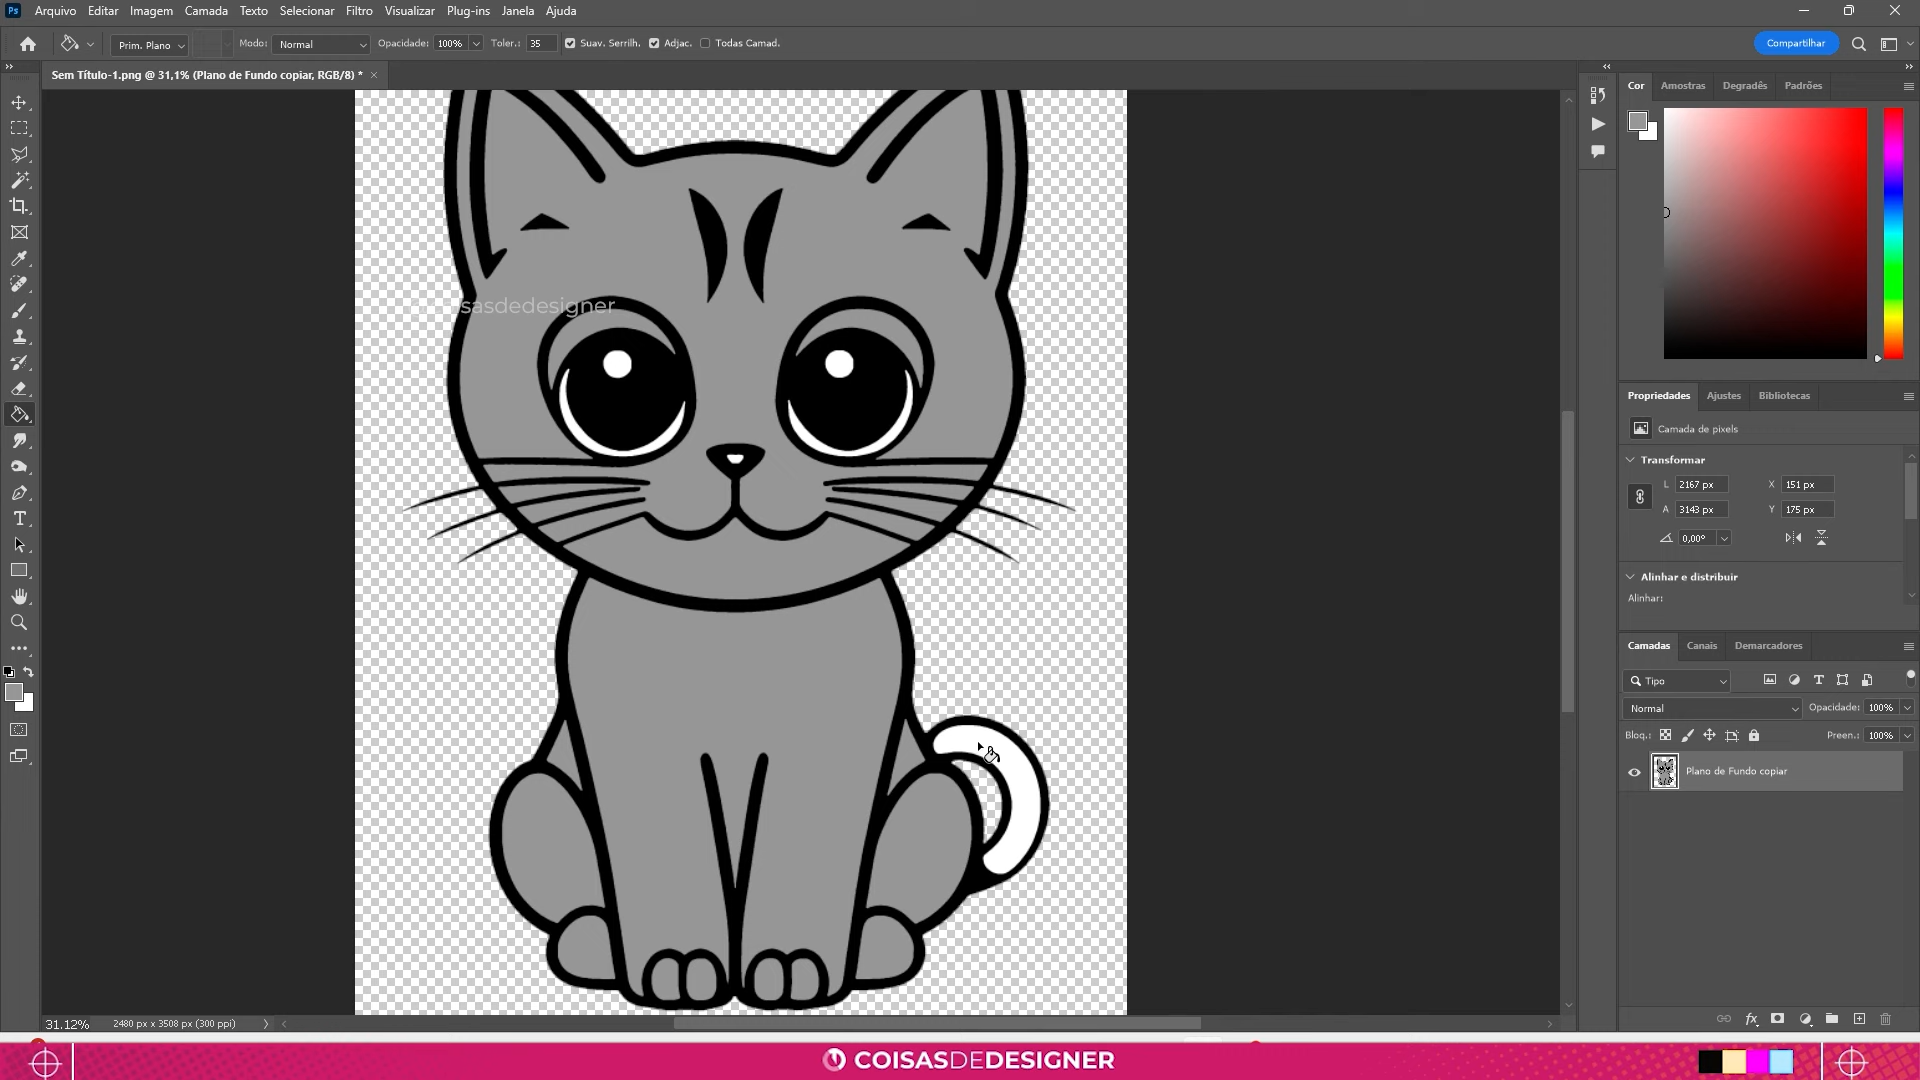 Ps Arquivo Editar Imagem Camada Texto Selecionar Filtro Visualizar Plug-ins Janela Ajuda
Prim. Plano Modo: Normal Opacidade: 100% Toler.: 35 Suav. Serrilh. Adjac. Todas Camad. Compartilhar
Sem Título-1.png @ 31,1% (Plano de Fundo copiar, RGB/8) *
Cor Amostras Degradês Padrões
sasdedesigner
Propriedades Ajustes Bibliotecas
Camada de pixels
Transformar
L 2167 px X 151 px
A 3143 px Y 175 px
0,00°
Alinhar e distribuir
Alinhar:
Camadas Canais Demarcadores
Tipo
Normal Opacidade: 100%
Bloq.: Preen.: 100%
Plano de Fundo copiar
31.12% 2480 px x 3508 px (300 ppi)
COISASDEDESIGNER